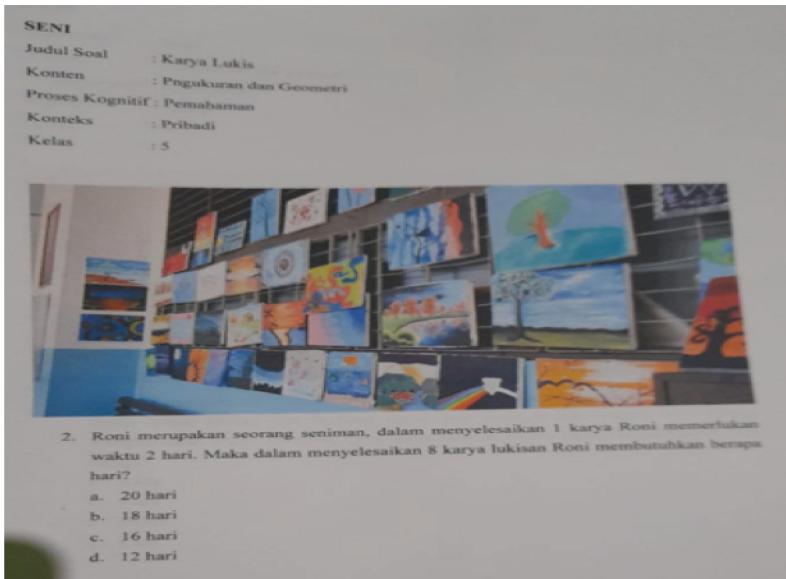 SENI
Judul Soal : Karya Lukis
Konten : Pngukuran dan Geometri
Proses Kognitif : Pemahaman
Konteks : Pribadi
Kelas : 5
2. Roni merupakan seorang seniman, dalam menyelesaikan 1 karya Roni memerlukan
waktu 2 hari. Maka dalam menyelesaikan 8 karya lukisan Roni membutuhkan berapa
hari?
a. 20 hari
b. 18 hari
c. 16 hari
d. 12 hari